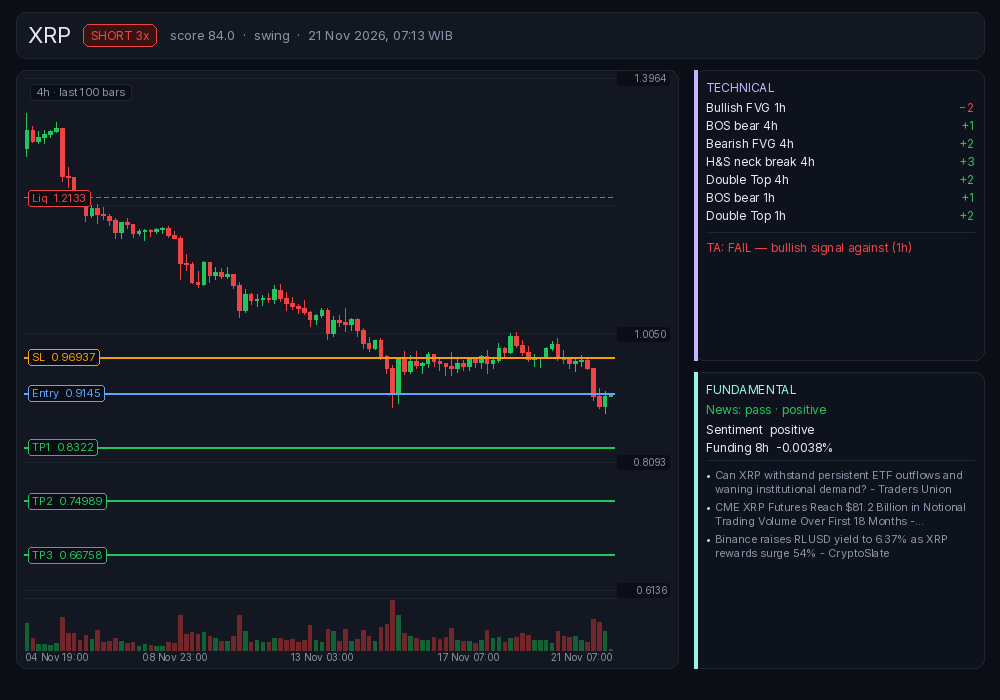 XRP SHORT 3x score 84.0 · swing · 21 Nov 2026, 07:13 WIB
4h · last 100 bars
1.3964
Liq 1.2133
1.0050
SL 0.96937
Entry 0.9145
TP1 0.8322
0.8093
TP2 0.74989
TP3 0.66758
0.6136
04 Nov 19:00 08 Nov 23:00 13 Nov 03:00 17 Nov 07:00 21 Nov 07:00
TECHNICAL
Bullish FVG 1h −2
BOS bear 4h +1
Bearish FVG 4h +2
H&S neck break 4h +3
Double Top 4h +2
BOS bear 1h +1
Double Top 1h +2
TA: FAIL — bullish signal against (1h)
FUNDAMENTAL
News: pass · positive
Sentiment positive
Funding 8h -0.0038%
• Can XRP withstand persistent ETF outflows and
waning institutional demand? - Traders Union
• CME XRP Futures Reach $81.2 Billion in Notional
Trading Volume Over First 18 Months -...
• Binance raises RLUSD yield to 6.37% as XRP
rewards surge 54% - CryptoSlate